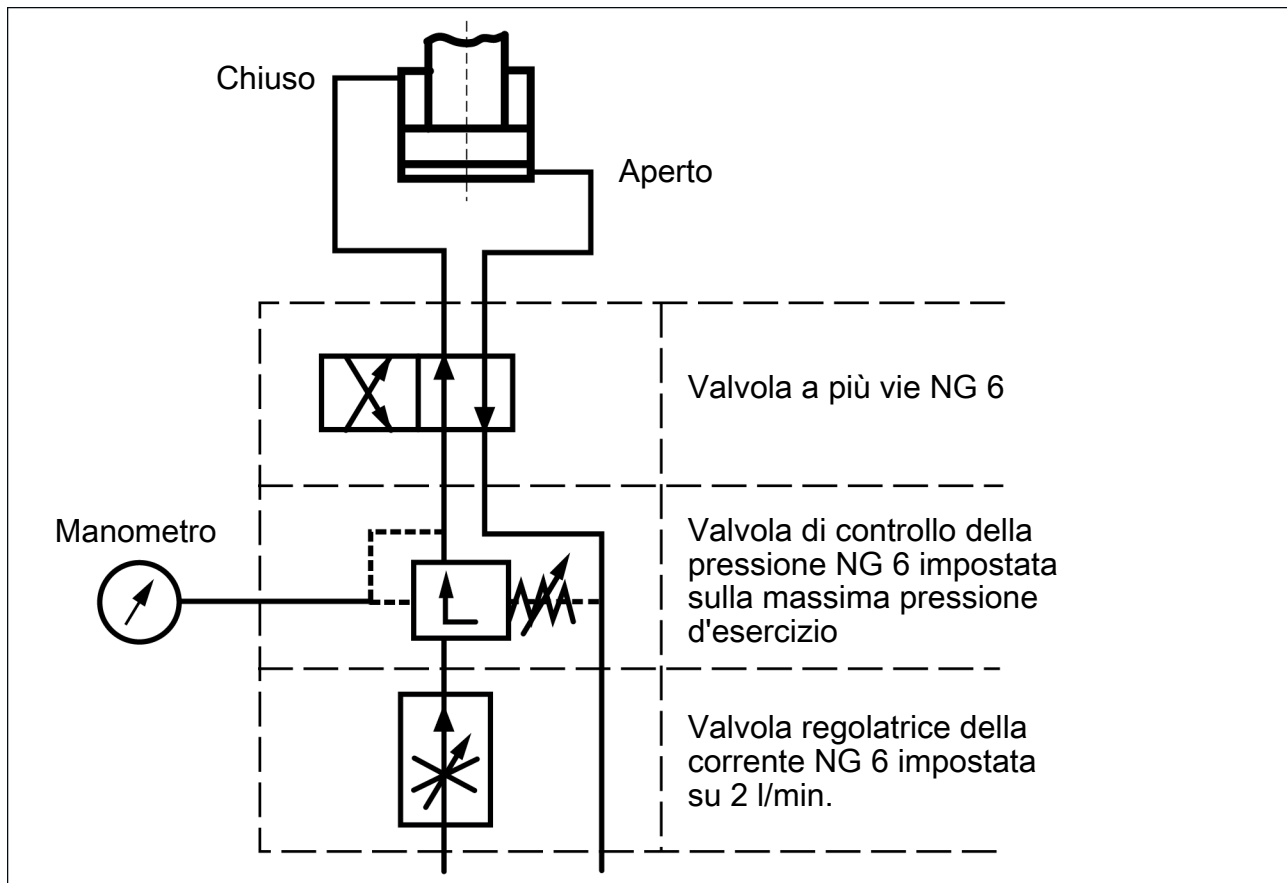 Chiuso
Aperto
Valvola a più vie NG 6
Manometro
Valvola di controllo della
pressione NG 6 impostata
sulla massima pressione
d'esercizio
Valvola regolatrice della
corrente NG 6 impostata
su 2 l/min.